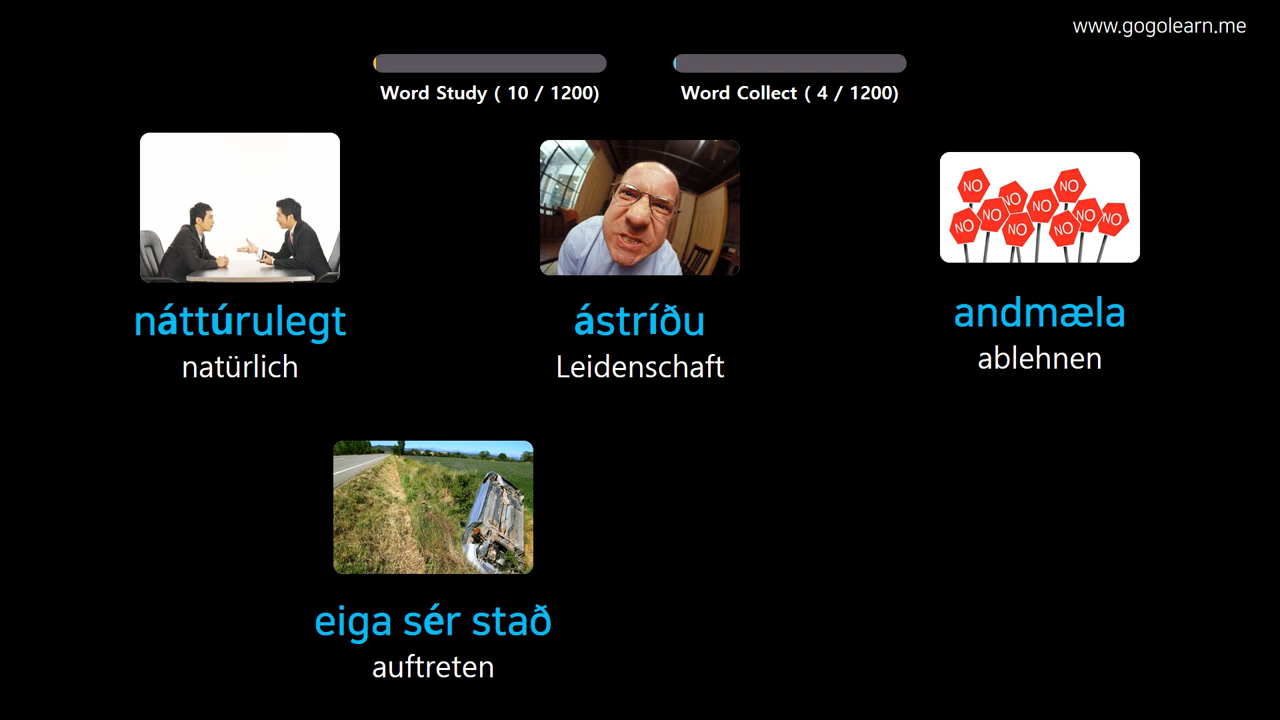 www.gogolearn.me
Word Study ( 10 / 1200)
Word Collect ( 4 / 1200)
NO NO NO NO NO NO NO NO NO NO
náttúrulegt
natürlich
ástríðu
Leidenschaft
andmæla
ablehnen
eiga sér stað
auftreten